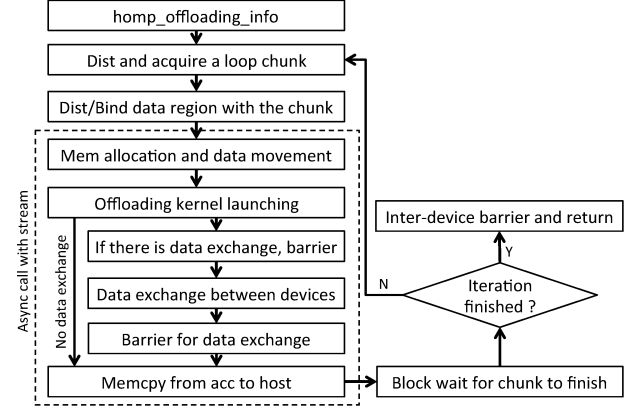 homp_offloading_info
Dist and acquire a loop chunk
Dist/Bind data region with the chunk
Async call with stream
Mem allocation and data movement
Offloading kernel launching
No data exchange
If there is data exchange, barrier
Data exchange between devices
Barrier for data exchange
Memcpy from acc to host
Block wait for chunk to finish
Iteration
finished ?
N
Y
Inter-device barrier and return